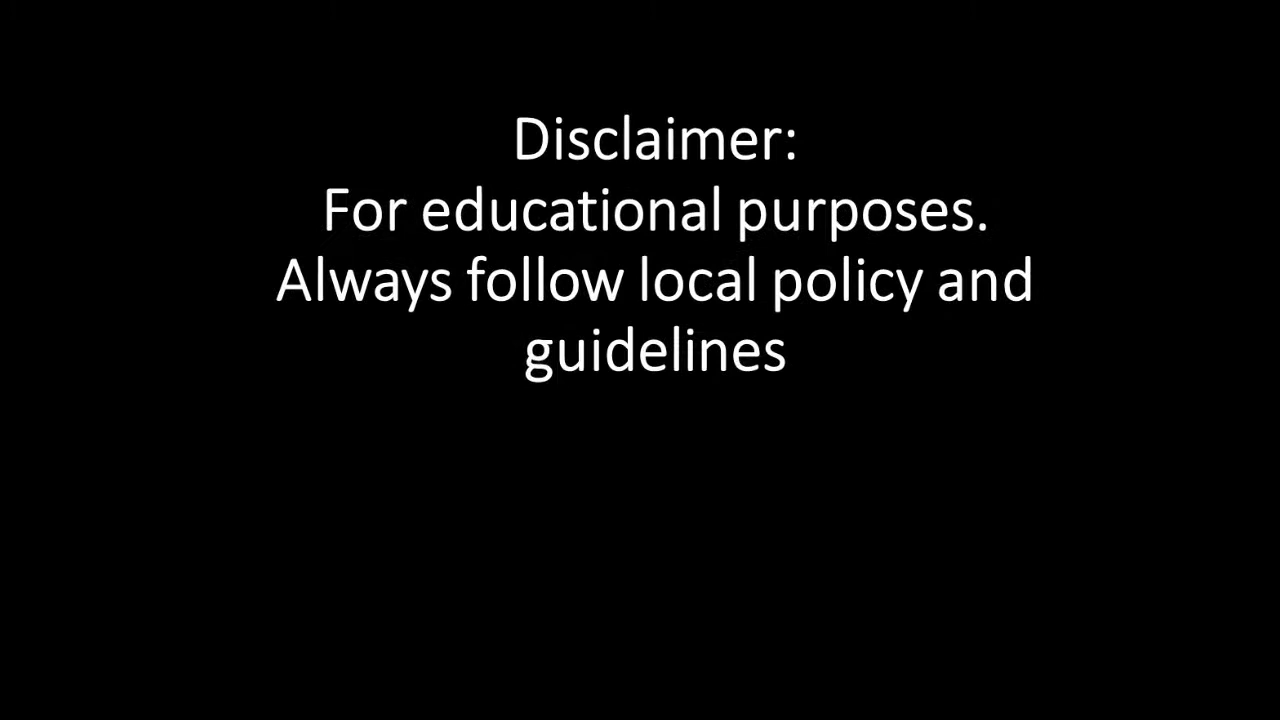 Disclaimer:
For educational purposes.
Always follow local policy and
guidelines